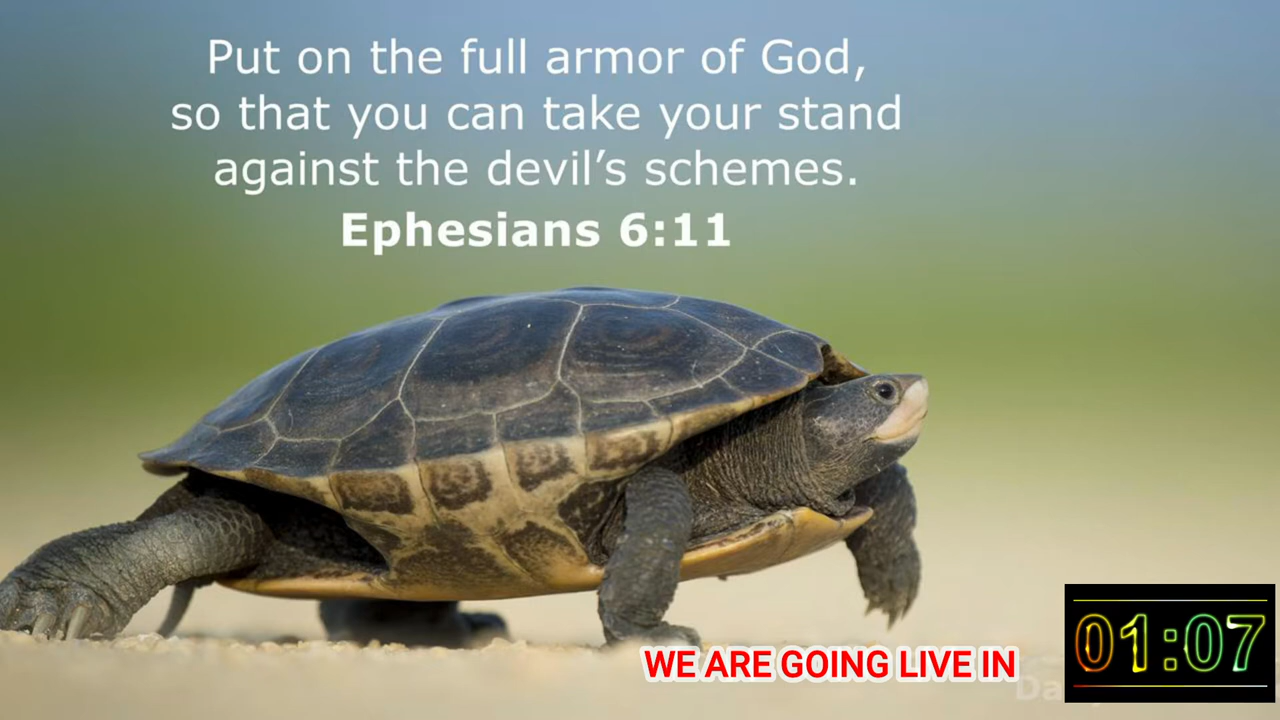 Put on the full armor of God,
so that you can take your stand
against the devil’s schemes.
Ephesians 6:11
WE ARE GOING LIVE IN
01:07